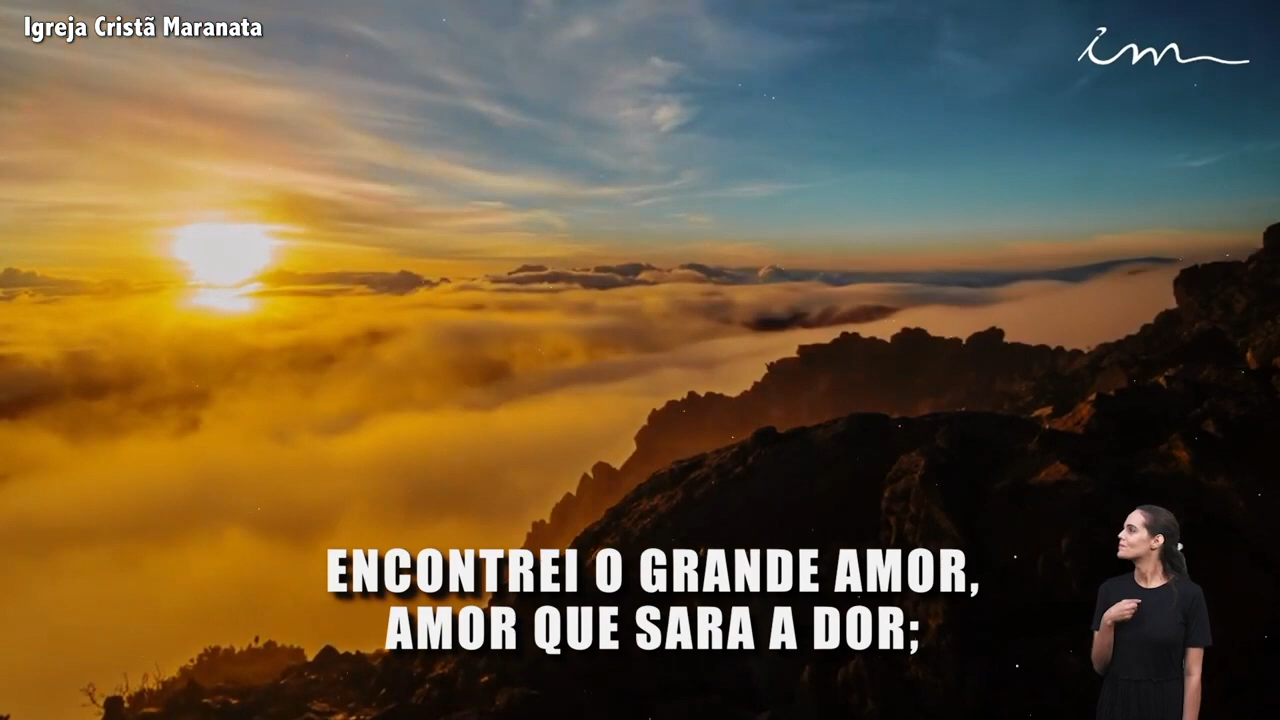 Igreja Cristã Maranata
im
ENCONTREI O GRANDE AMOR,
AMOR QUE SARA A DOR;